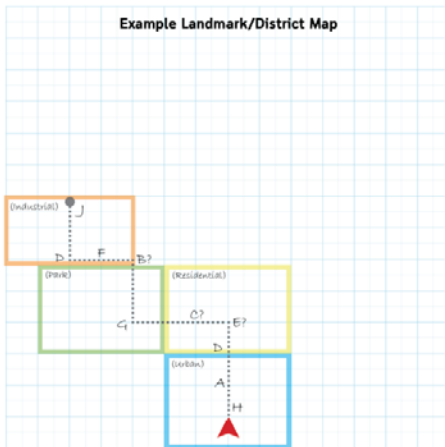 Example Landmark/District Map
(Industrial)
J
D
F
B?
(Park)
(Residential)
G
C?
E?
D
(Urban)
A
H